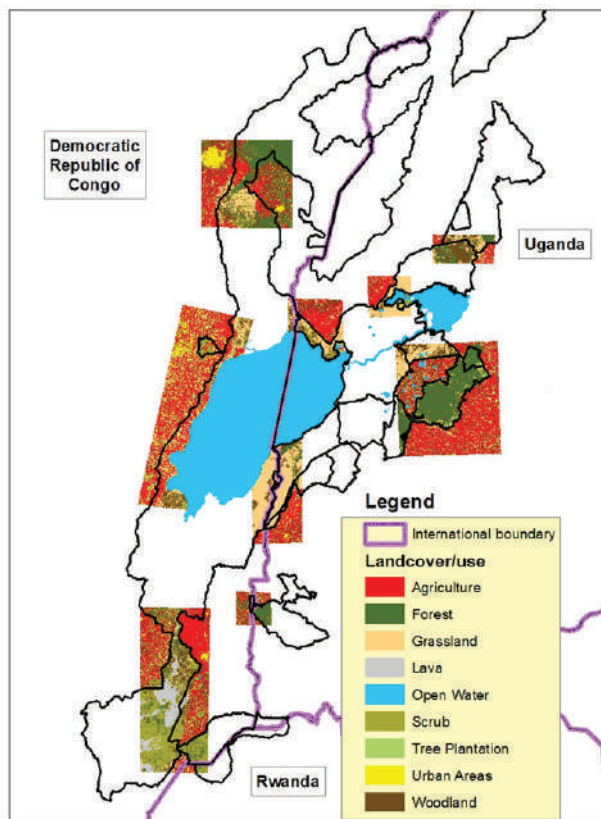 Democratic
Republic of
Congo
Uganda
Legend
International boundary
Landcover/use
Agriculture
Forest
Grassland
Lava
Open Water
Scrub
Tree Plantation
Urban Areas
Woodland
Rwanda